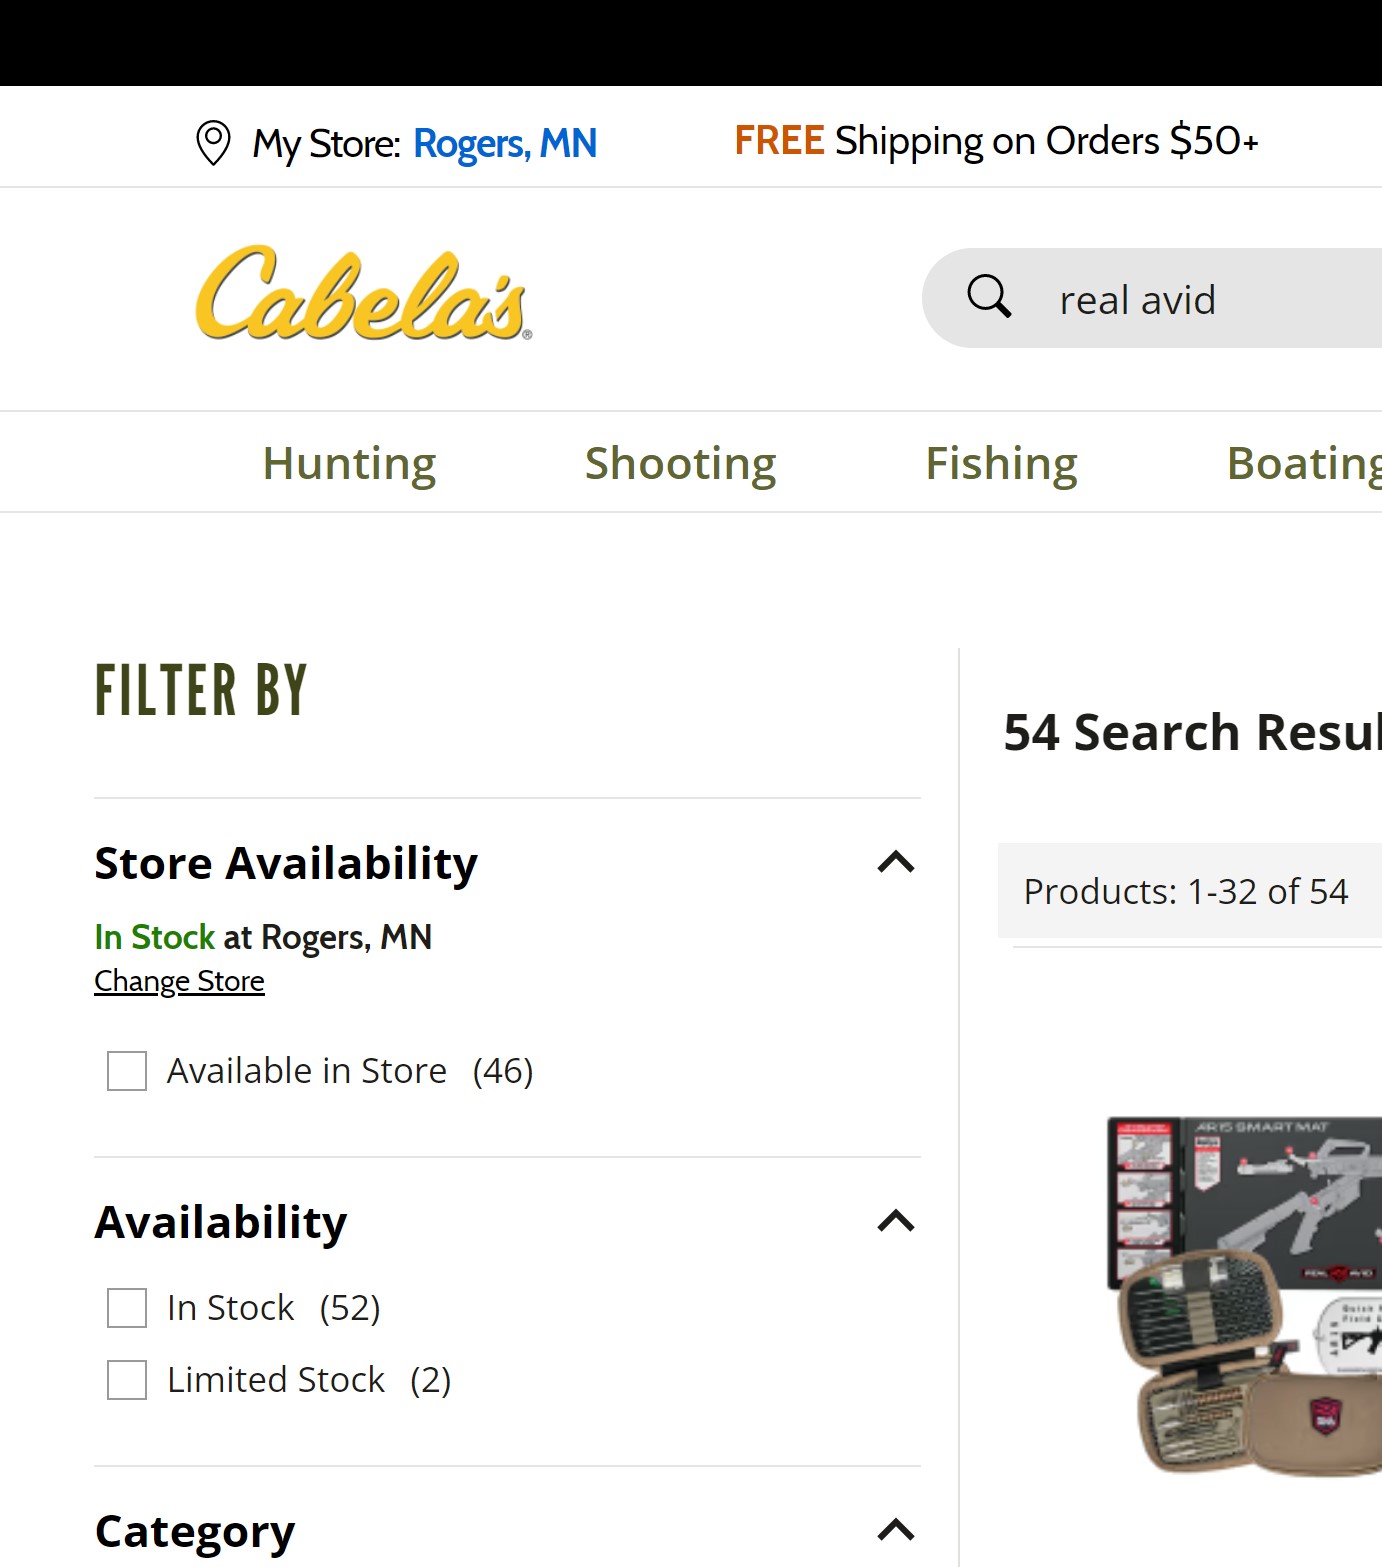 My Store: Rogers, MN
FREE Shipping on Orders $50+
Cabela's®
real avid
Hunting Shooting Fishing Boating
FILTER BY
54 Search Resul
Store Availability
Products: 1-32 of 54
In Stock at Rogers, MN
Change Store
Available in Store (46)
AR15 SMART MAT
REAL AVID
Availability
In Stock (52)
Limited Stock (2)
Category